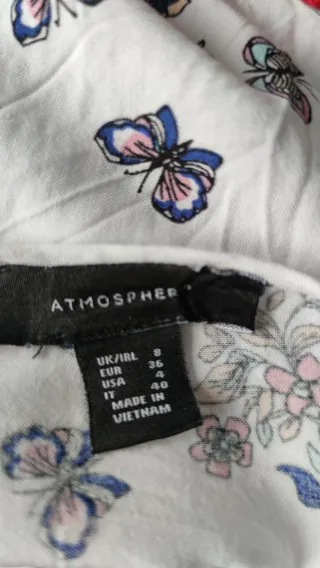 ATMOSPHER
UK/IRL 8
EUR 36
USA 4
IT 40
MADE IN
VIETNAM